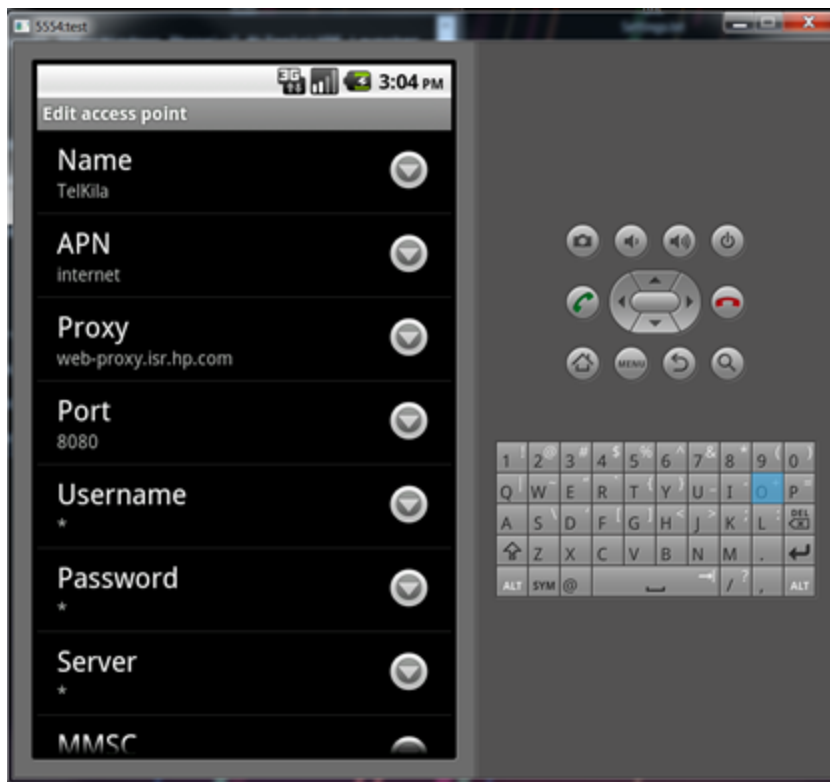 5554:test
3G 3:04 PM
Edit access point
Name
TelKila
APN
internet
Proxy
web-proxy.isr.hp.com
Port
8080
Username
*
Password
*
Server
*
MMSC
MENU
1 ! 2 @ 3 # 4 $ 5 % 6 ^ 7 & 8 * 9 ( 0 )
Q | W ~ E " R ` T { Y } U _ I - O P =
A S \ D ' F [ G ] H < J > K ; L : DEL
Z X C V B N M .
ALT SYM @ / ? , ALT